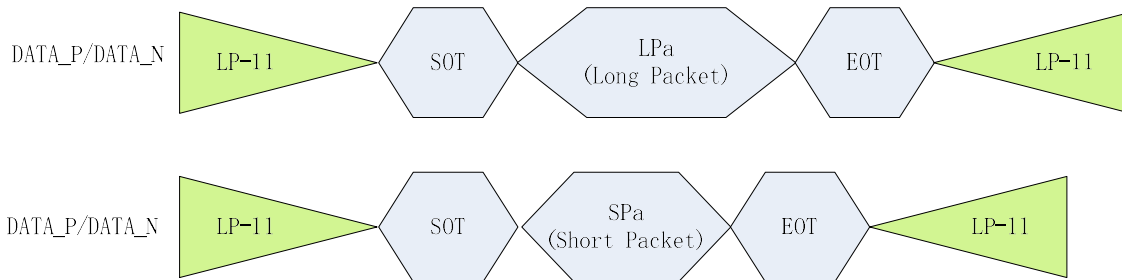 DATA_P/DATA_N
LP-11
SOT
LPa
(Long Packet)
EOT
LP-11
DATA_P/DATA_N
LP-11
SOT
SPa
(Short Packet)
EOT
LP-11